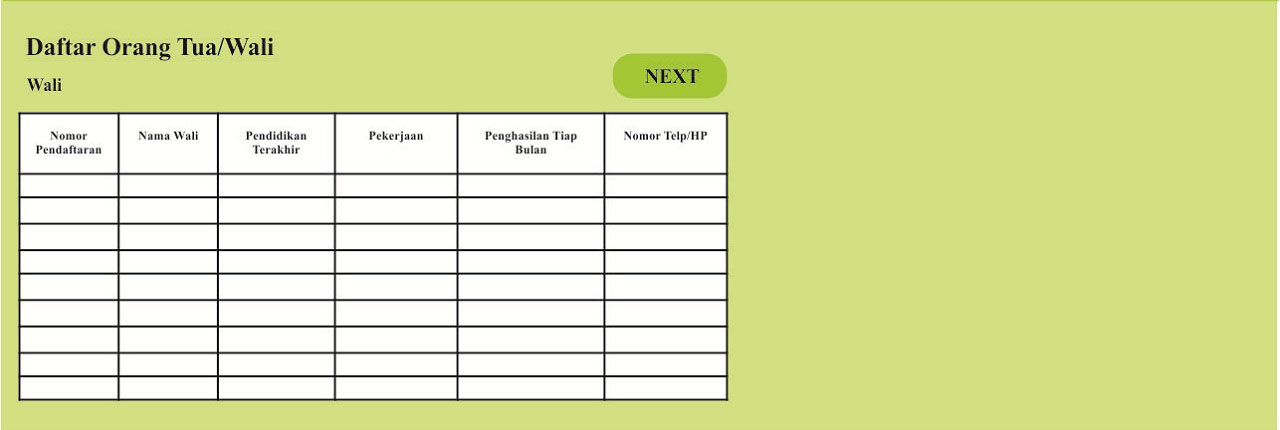 Daftar Orang Tua/Wali
Wali
NEXT
Nomor Pendaftaran
Nama Wali
Pendidikan Terakhir
Pekerjaan
Penghasilan Tiap Bulan
Nomor Telp/HP